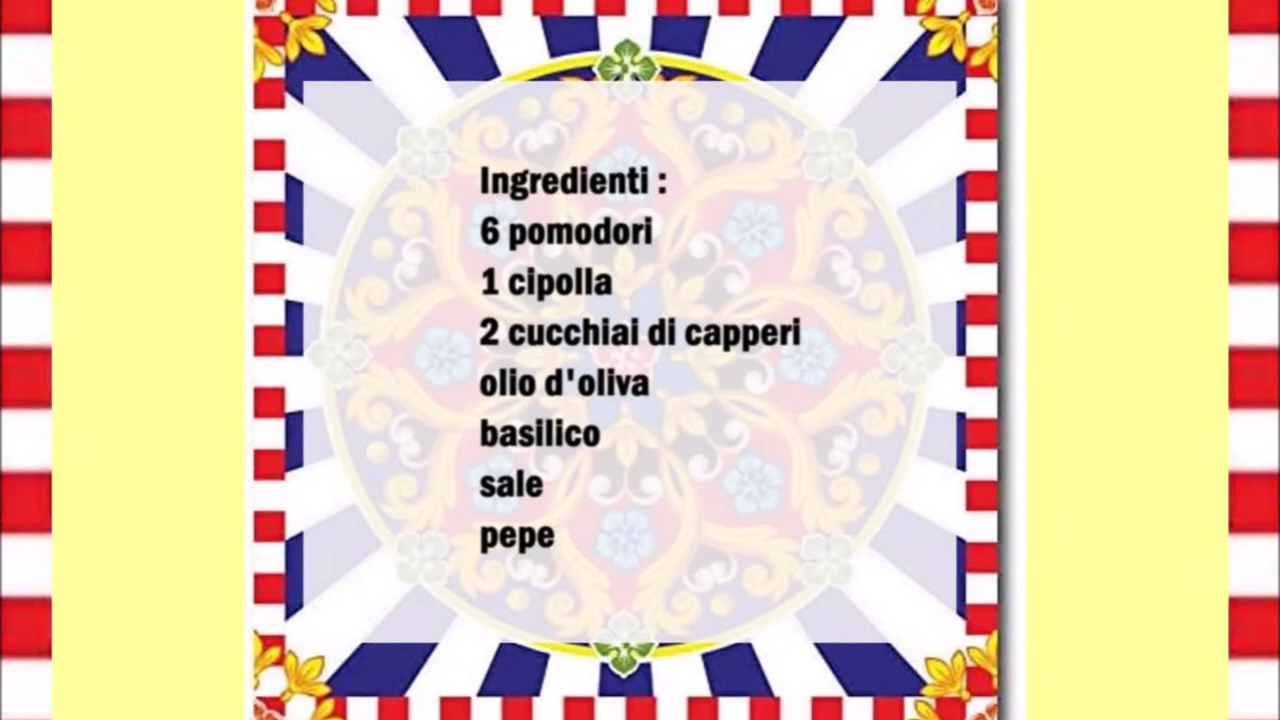 Ingredienti :
6 pomodori
1 cipolla
2 cucchiai di capperi
olio d'oliva
basilico
sale
pepe